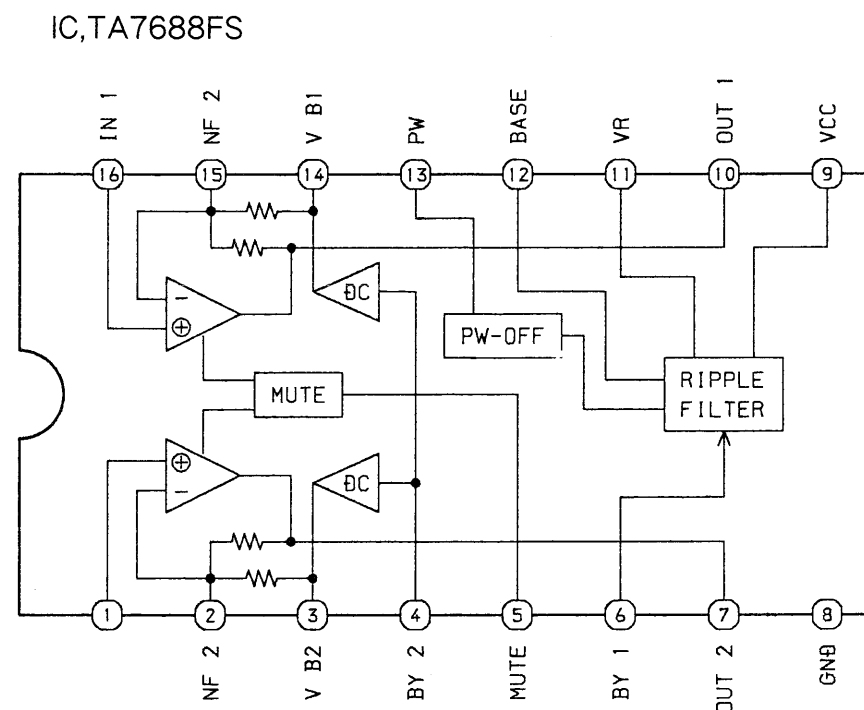 IC,TA7688FS
IN 1
NF 2
V B1
PW
BASE
VR
OUT 1
VCC
16
15
14
13
12
11
10
9
−
⊕
DC
PW-OFF
MUTE
RIPPLE
FILTER
⊕
−
DC
1
2
3
4
5
6
7
8
NF 2
V B2
BY 2
MUTE
BY 1
OUT 2
GND